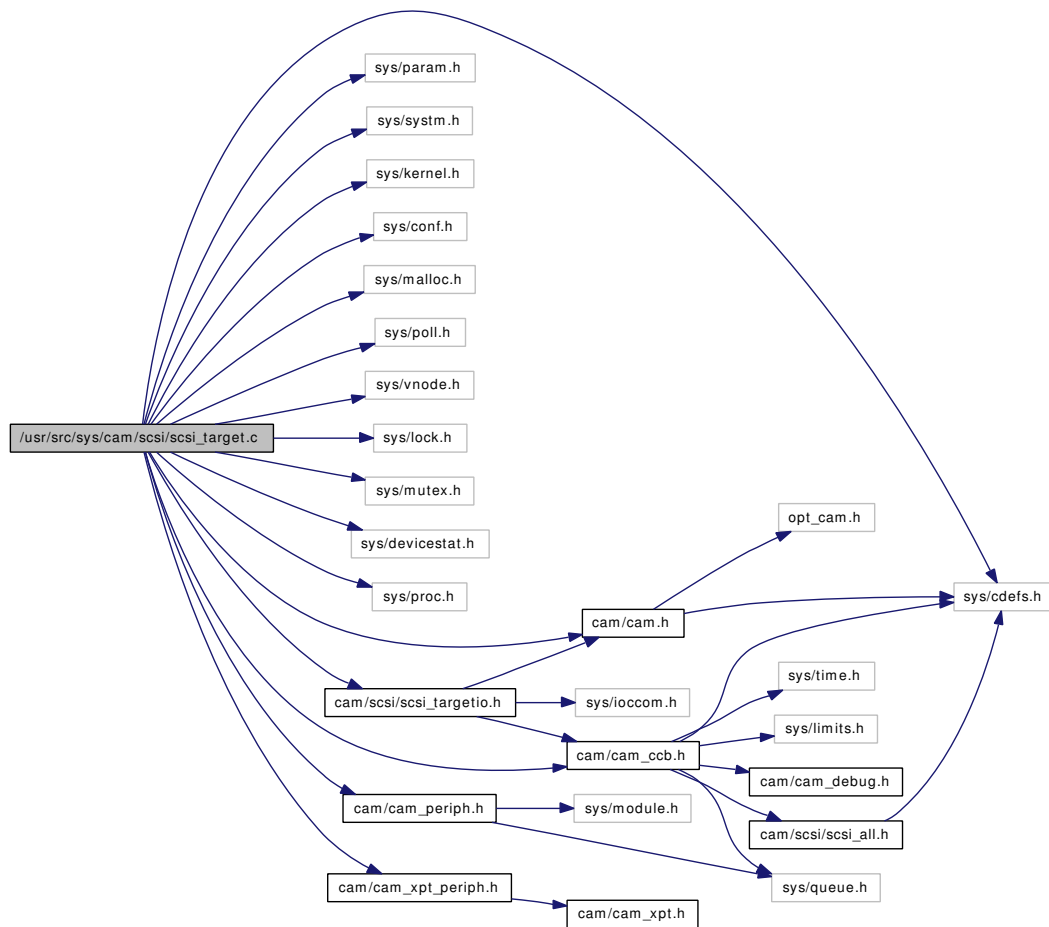 sys/param.h
sys/systm.h
sys/kernel.h
sys/conf.h
sys/malloc.h
sys/poll.h
sys/vnode.h
/usr/src/sys/cam/scsi/scsi_target.c
sys/lock.h
sys/mutex.h
opt_cam.h
sys/devicestat.h
sys/proc.h
sys/cdefs.h
cam/cam.h
sys/time.h
cam/scsi/scsi_targetio.h
sys/ioccom.h
sys/limits.h
cam/cam_ccb.h
cam/cam_debug.h
cam/cam_periph.h
sys/module.h
cam/scsi/scsi_all.h
cam/cam_xpt_periph.h
sys/queue.h
cam/cam_xpt.h